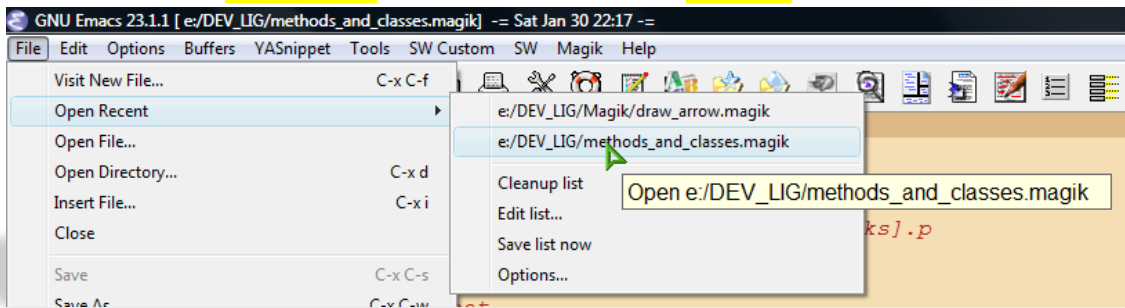 GNU Emacs 23.1.1 [ e:/DEV_LIG/methods_and_classes.magik]  -= Sat Jan 30 22:17 -=
File Edit Options Buffers YASnippet Tools SW Custom SW Magik Help
Visit New File... C-x C-f
Open Recent
Open File...
Open Directory... C-x d
Insert File... C-x i
Close
Save C-x C-s
Save As C-x C-w
e:/DEV_LIG/Magik/draw_arrow.magik
e:/DEV_LIG/methods_and_classes.magik
Cleanup list
Edit list...
Save list now
Options...
Open e:/DEV_LIG/methods_and_classes.magik
ks].p